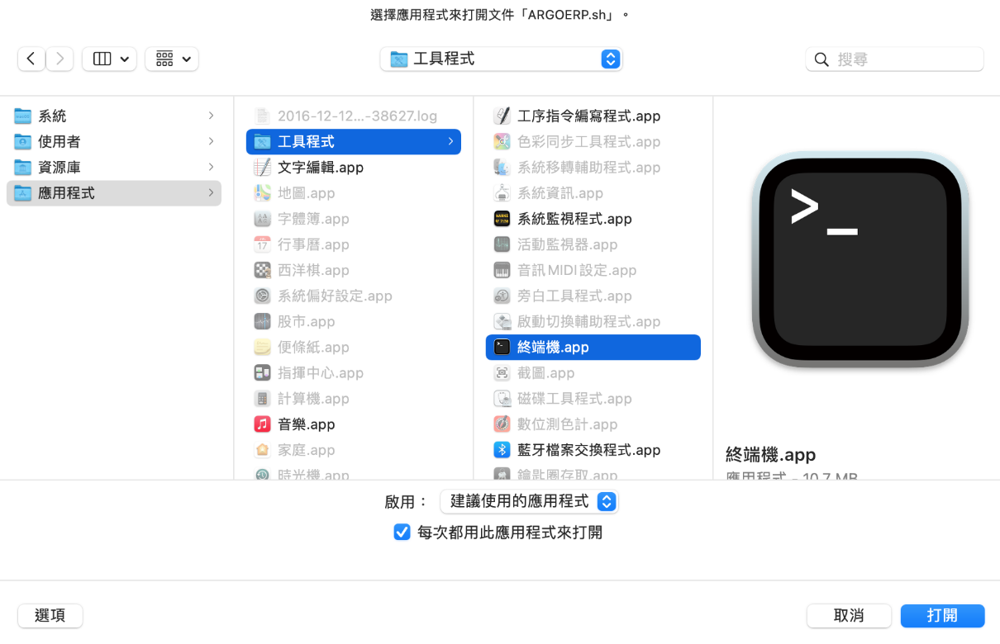 選擇應用程式來打開文件「ARGOERP.sh」。
工具程式
搜尋
系統
使用者
資源庫
應用程式
2016-12-12...-38627.log
工具程式
文字編輯.app
地圖.app
字體簿.app
行事曆.app
西洋棋.app
系統偏好設定.app
股市.app
便條紙.app
指揮中心.app
計算機.app
音樂.app
家庭.app
時光機.app
工序指令編寫程式.app
色彩同步工具程式.app
系統移轉輔助程式.app
系統資訊.app
系統監視程式.app
活動監視器.app
音訊MIDI設定.app
旁白工具程式.app
啟動切換輔助程式.app
終端機.app
截圖.app
磁碟工具程式.app
數位測色計.app
藍牙檔案交換程式.app
鑰匙圈存取.app
>_
終端機.app
應用程式 - 10.7 MB
啟用：
建議使用的應用程式
每次都用此應用程式來打開
選項
取消
打開